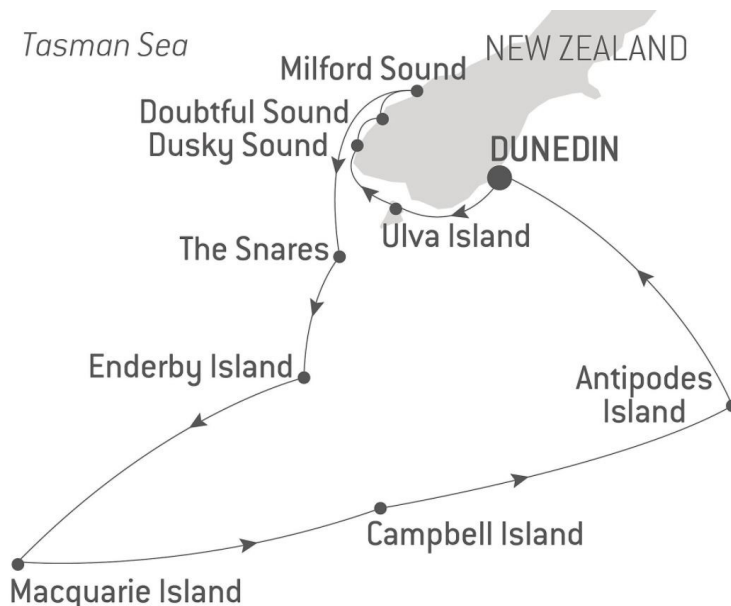 Tasman Sea
NEW ZEALAND
Milford Sound
Doubtful Sound
Dusky Sound
DUNEDIN
Ulva Island
The Snares
Enderby Island
Antipodes
Island
Campbell Island
Macquarie Island